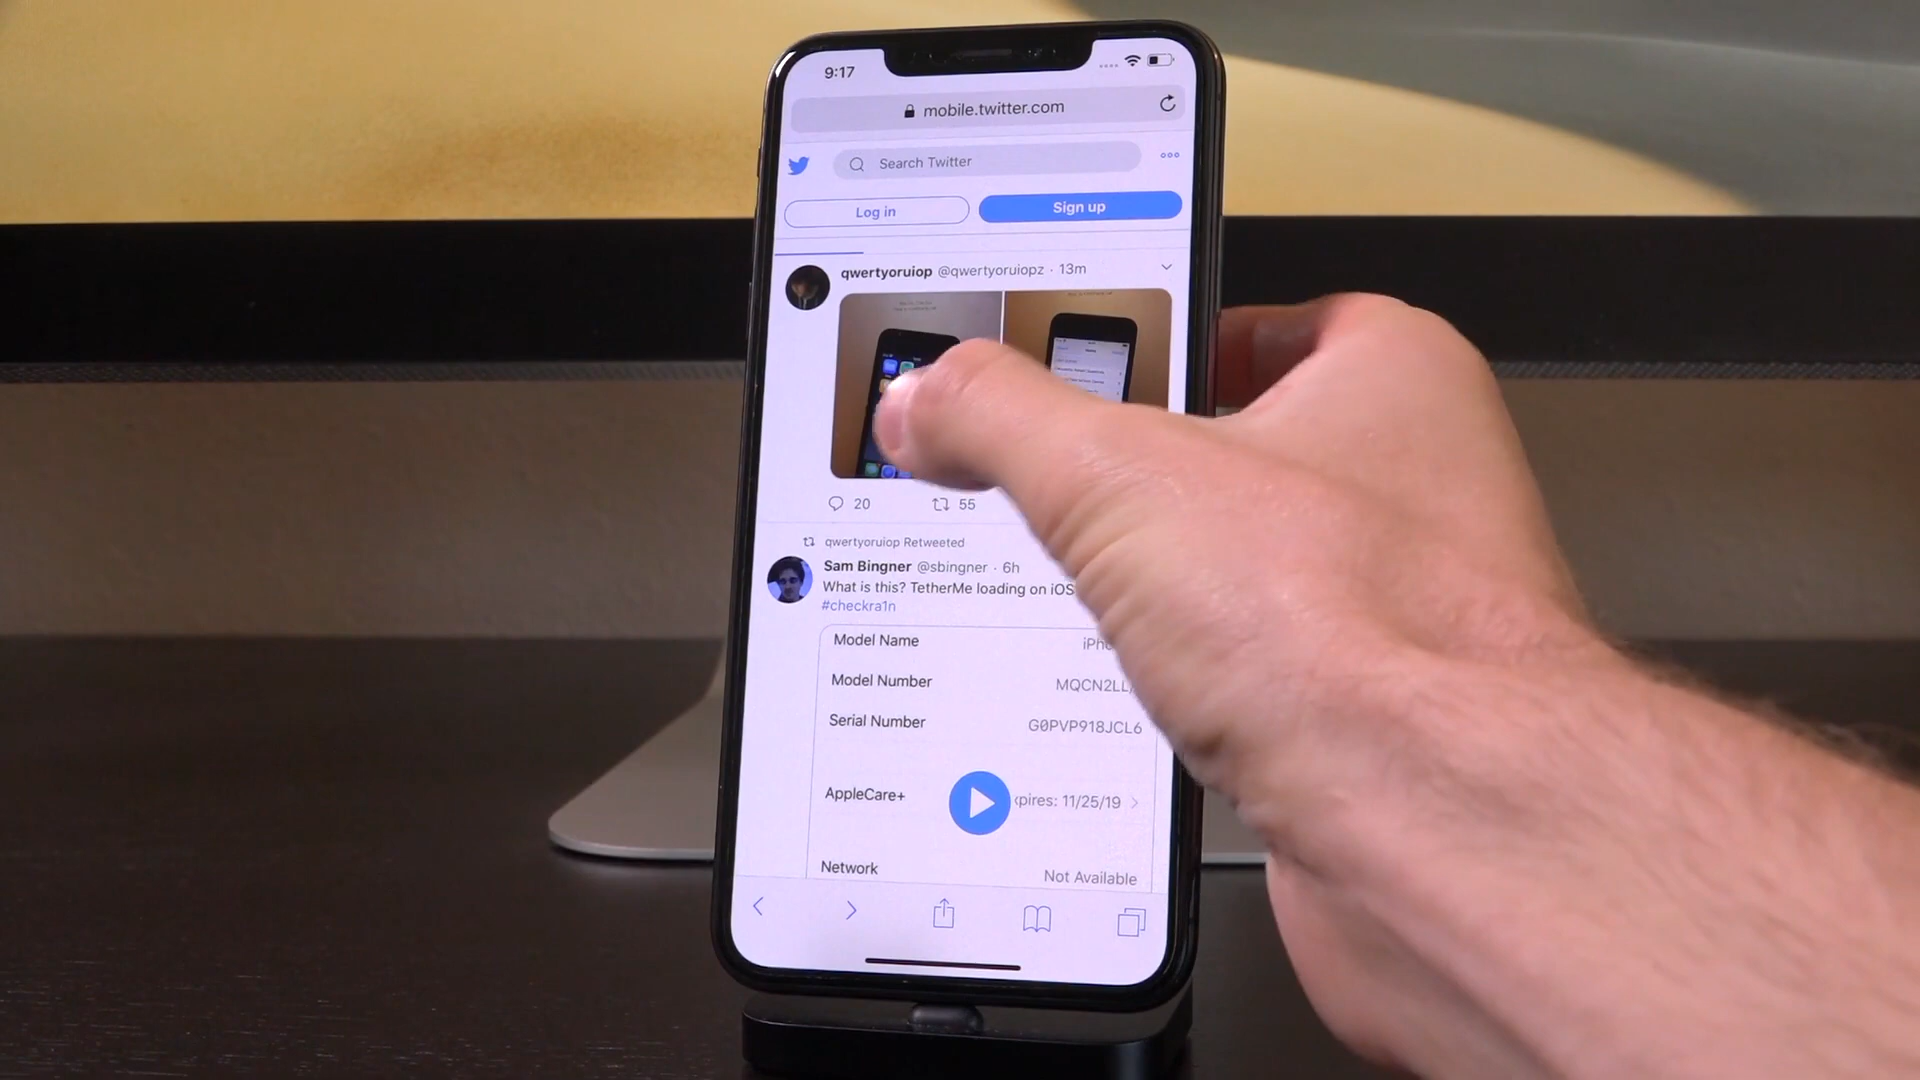 9:17
mobile.twitter.com
Search Twitter
Log in
Sign up
qwertyoruiop @qwertyoruiopz · 13m
20
55
qwertyoruiop Retweeted
Sam Bingner @sbingner · 6h
What is this? TetherMe loading on iOS
#checkra1n
Model Name
Model Number MQCN2LL
Serial Number G0PVP918JCL6
AppleCare+ pires: 11/25/19
Network Not Available